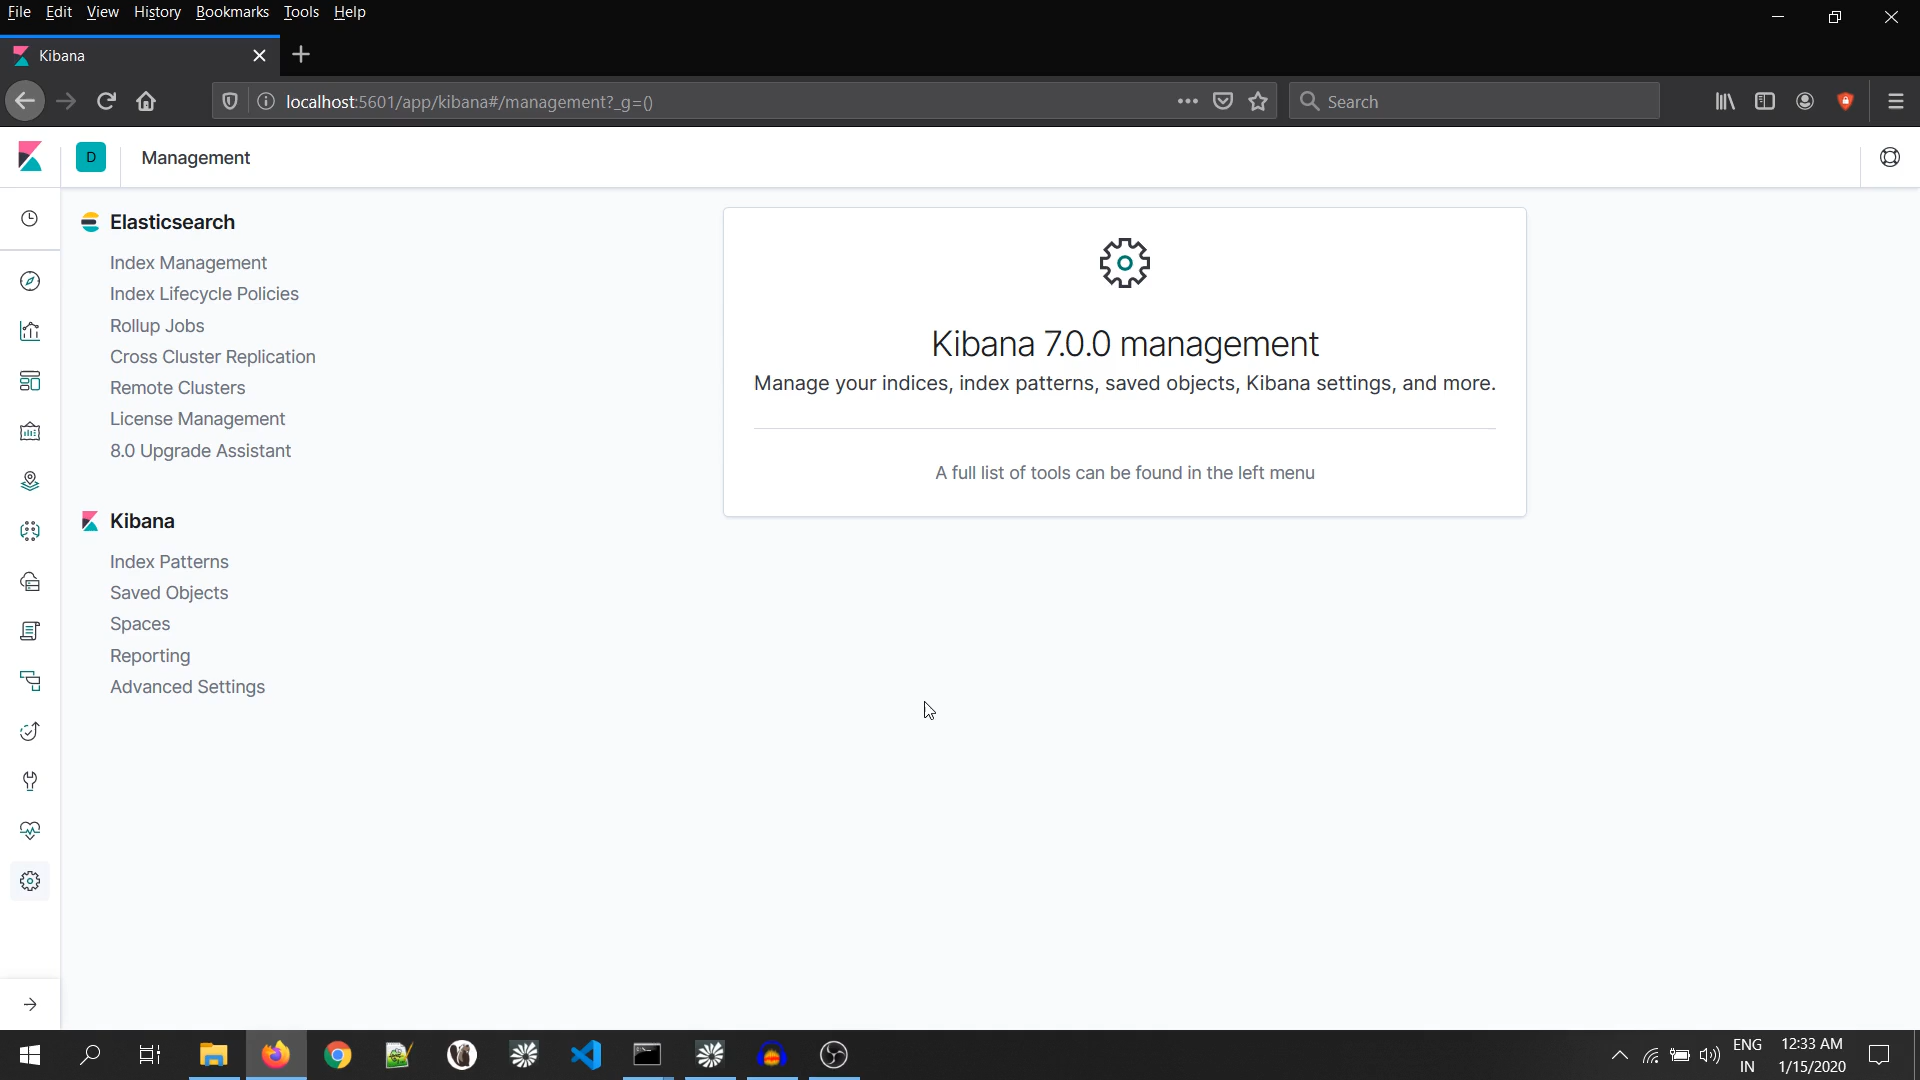 File Edit View History Bookmarks Tools Help
Kibana
localhost:5601/app/kibana#/management?_g=()
Search
D
Management
Elasticsearch
Index Management
Index Lifecycle Policies
Rollup Jobs
Cross Cluster Replication
Remote Clusters
License Management
8.0 Upgrade Assistant
Kibana
Index Patterns
Saved Objects
Spaces
Reporting
Advanced Settings
Kibana 7.0.0 management
Manage your indices, index patterns, saved objects, Kibana settings, and more.
A full list of tools can be found in the left menu
ENG
IN
12:33 AM
1/15/2020